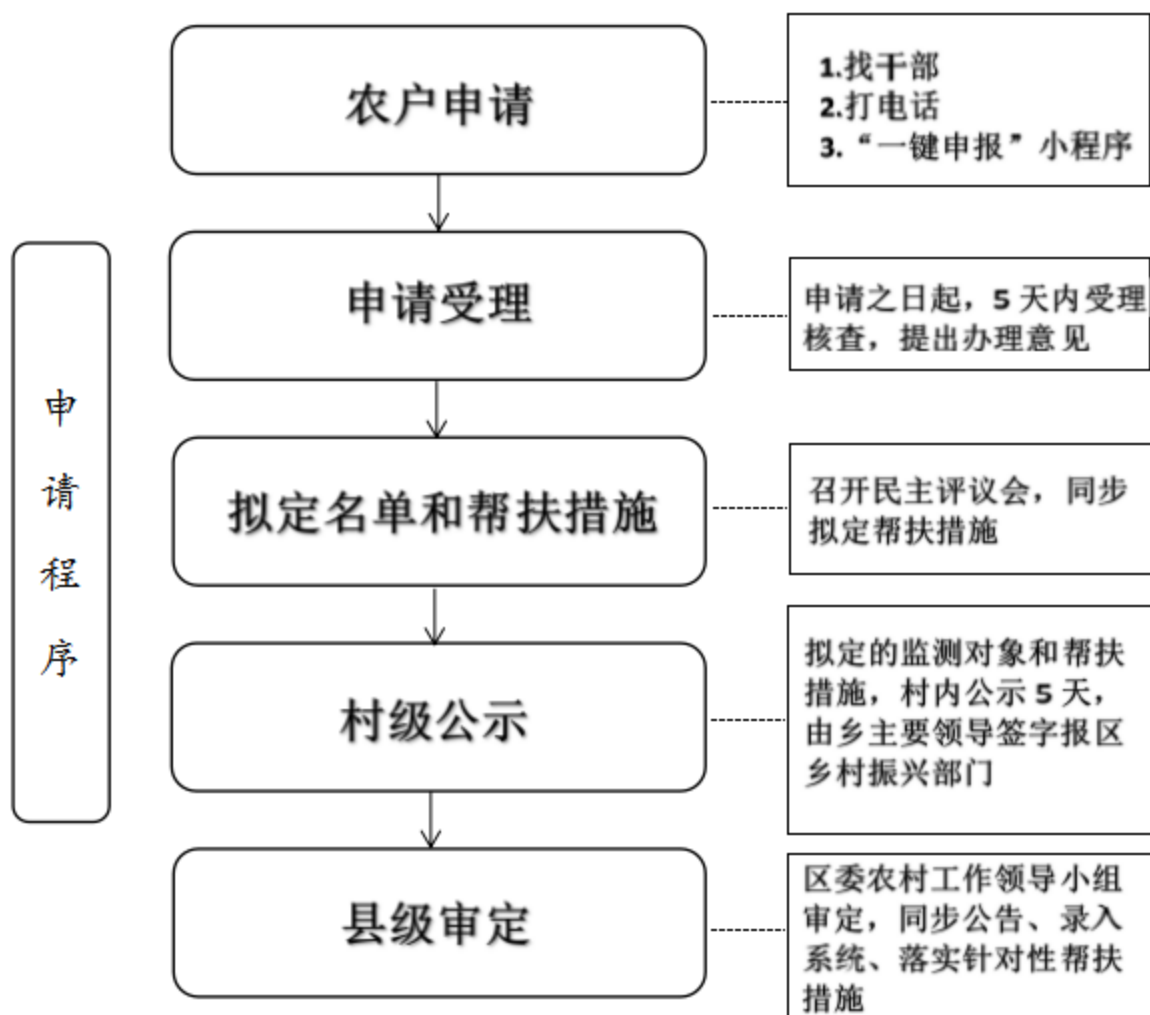 农户申请
1.找干部
2.打电话
3.“一键申报”小程序
申请受理
申请之日起，5 天内受理
核查，提出办理意见
申
请
程
序
拟定名单和帮扶措施
召开民主评议会，同步
拟定帮扶措施
村级公示
拟定的监测对象和帮扶
措施，村内公示 5 天，
由乡主要领导签字报区
乡村振兴部门
县级审定
区委农村工作领导小组
审定，同步公告、录入
系统、落实针对性帮扶
措施